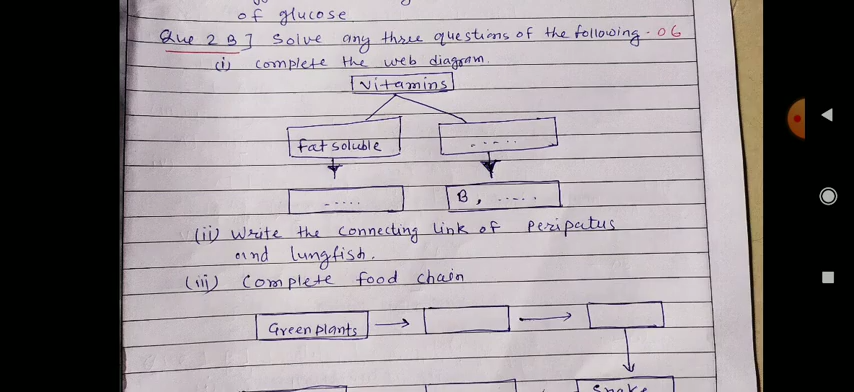 of glucose
Que 2 B] Solve any three questions of the following - 06
(i) complete the web diagram.
Vitamins
fat soluble .....
..... B, .....
(ii) Write the connecting link of peripatus
and lungfish.
(iii) Complete food chain
Green plants
Snake